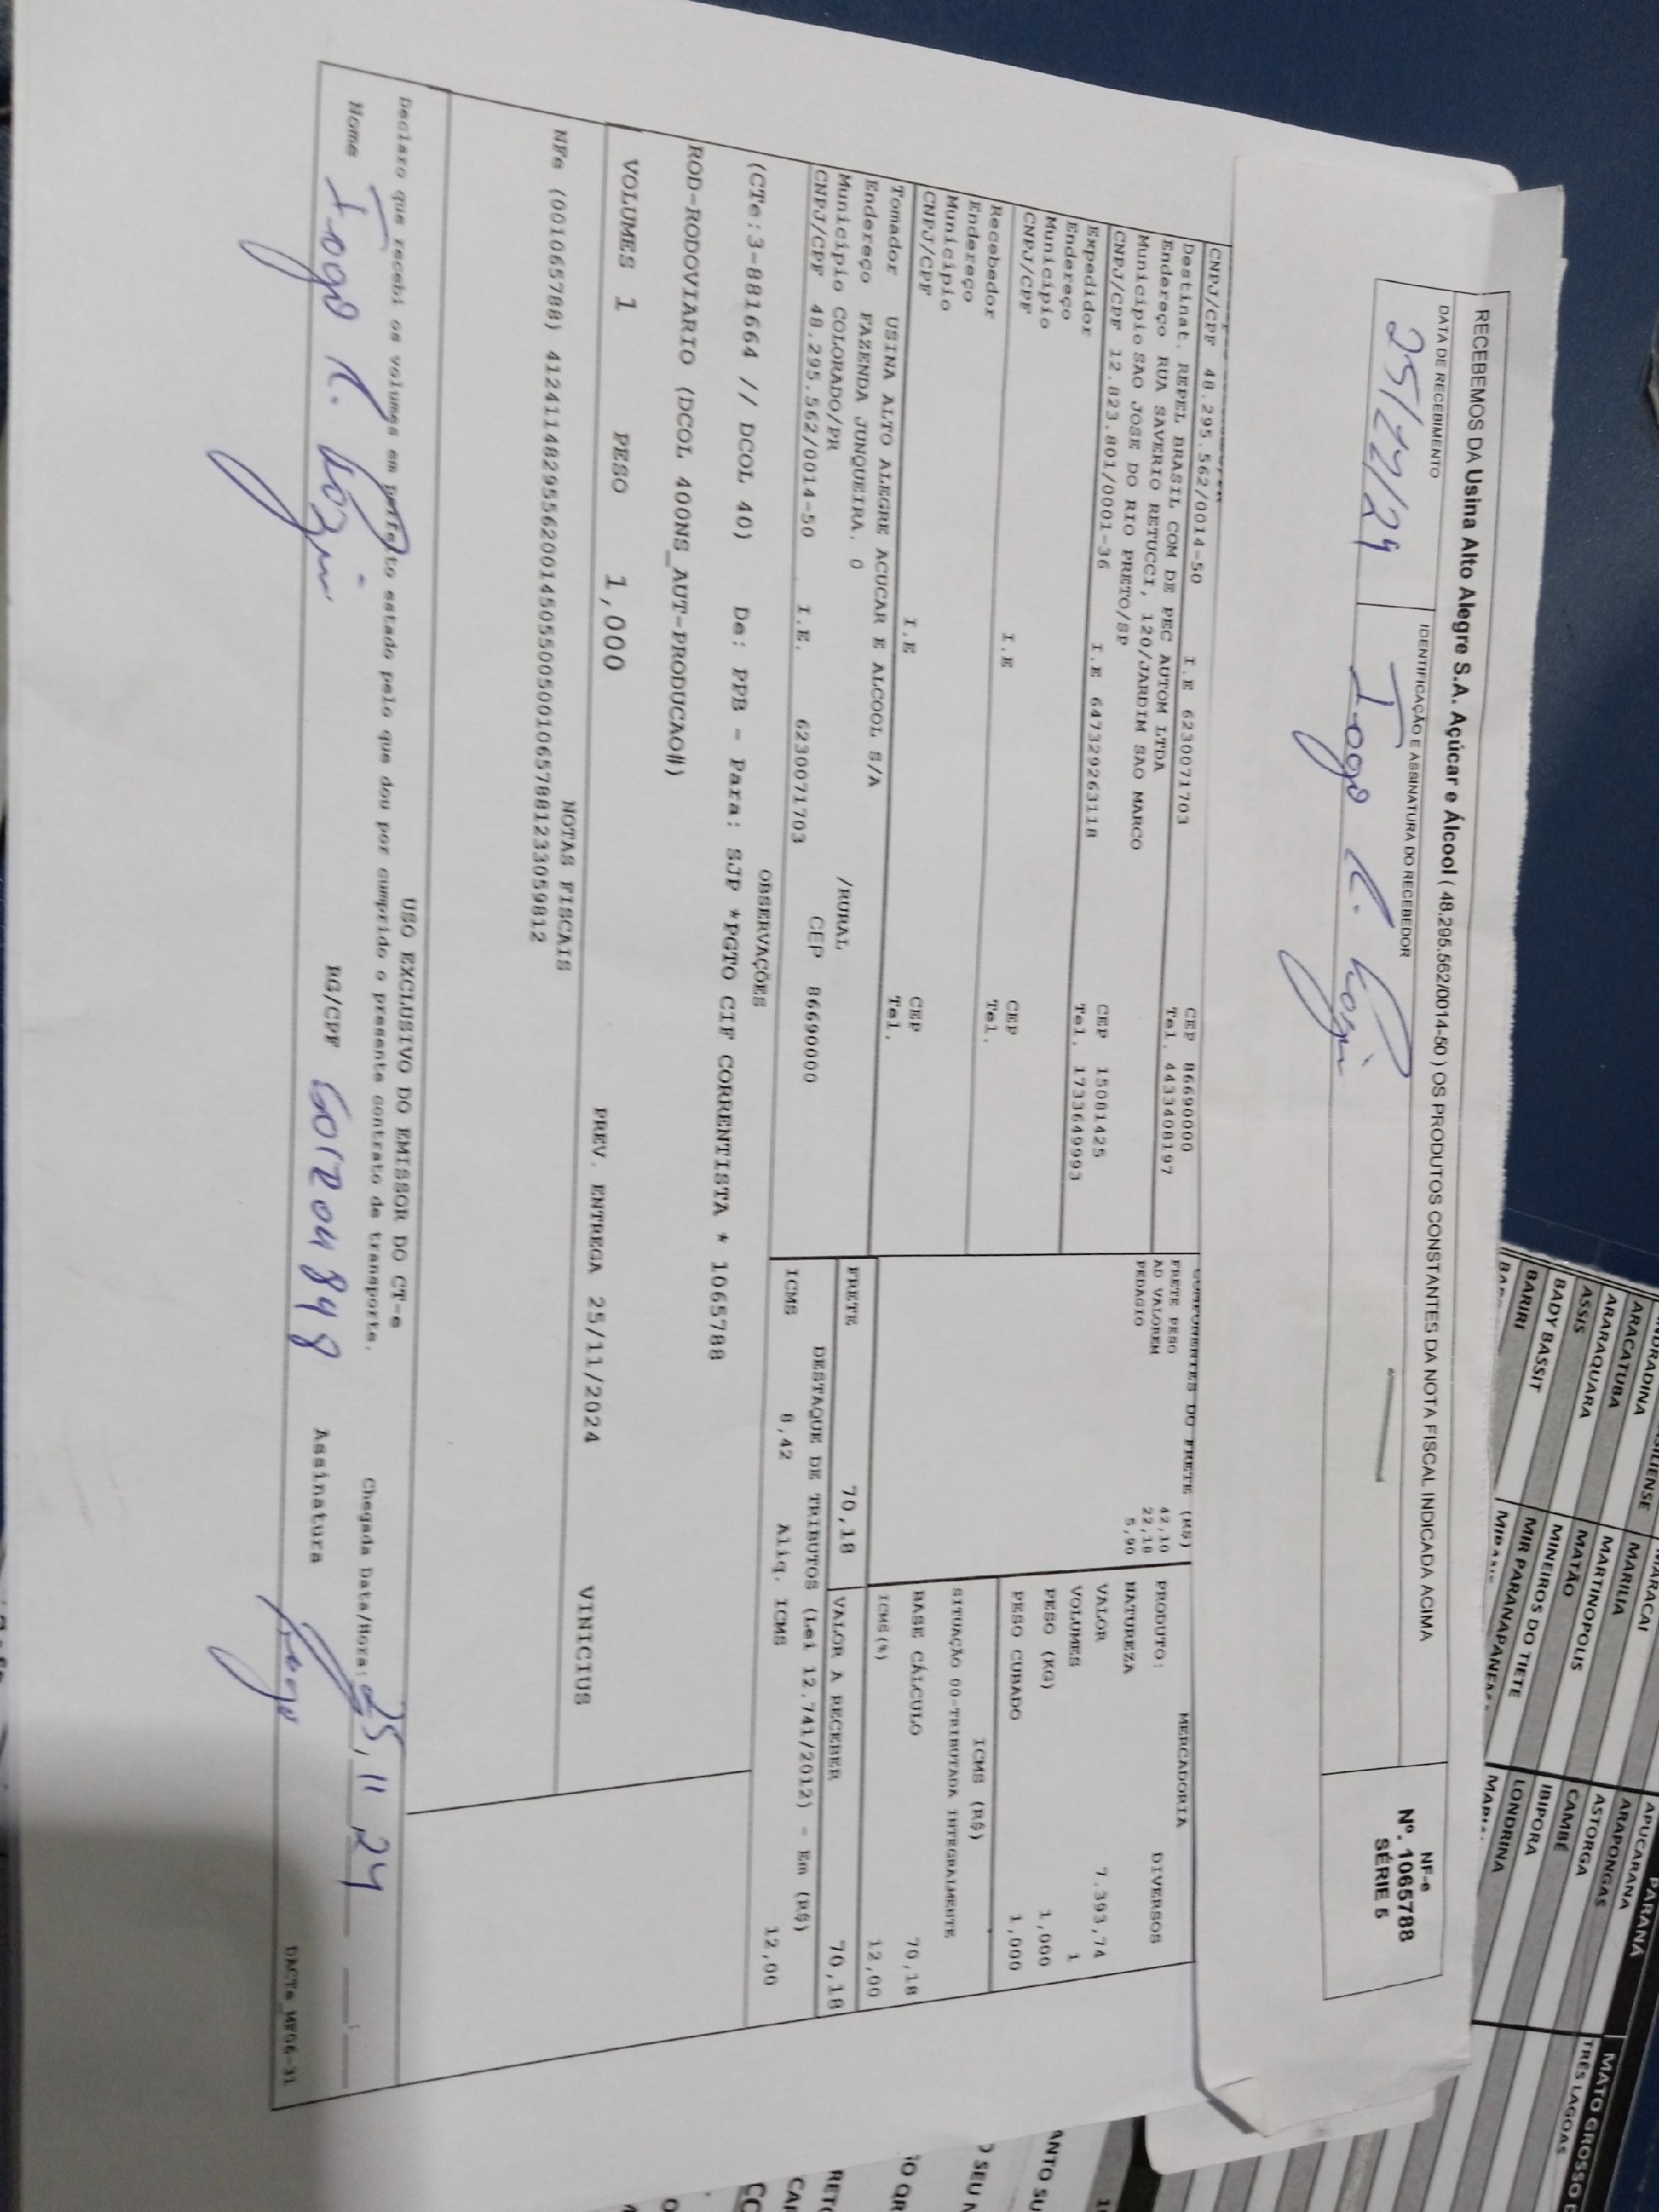 RECEBEMOS DA Usina Alto Alegre S.A. Açúcar e Álcool ( 48.295.562/0014-50 ) OS PRODUTOS CONSTANTES DA NOTA FISCAL INDICADA ACIMA
DATA DE RECEBIMENTO
IDENTIFICAÇÃO E ASSINATURA DO RECEBEDOR
NF-e
Nº. 1065788
SÉRIE 5
CNPJ/CPF 48.295.562/0014-50 I.E 623007170​3 CEP 86690000
Destinat. REPEL BRASIL COM DE PEC AUTOM LTDA Tel. 4433408197
Endereço RUA SAVERIO RETUCCI, 120/JARDIM SAO MARCO
Município SAO JOSE DO RIO PRETO/SP CEP 15081425
CNPJ/CPF 12.823.801/0001-36 I.E 647329263118 Tel. 1733649993
Expedidor
Endereço
Município CEP
CNPJ/CPF I.E Tel.
Recebedor
Endereço
Município CEP
CNPJ/CPF I.E Tel.
Tomador USINA ALTO ALEGRE ACUCAR E ALCOOL S/A
Endereço FAZENDA JUNQUEIRA, 0 /RURAL
Município COLORADO/PR CEP 86690000
CNPJ/CPF 48.295.562/0014-50 I.E. 6230071703
COMPONENTES DO FRETE (R$)
FRETE PESO 42,10
AD VALOREM 22,18
PEDAGIO 5,90
MERCADORIA
PRODUTO: DIVERSOS
NATUREZA
VALOR 7.393,74
VOLUMES 1
PESO (KG) 1,000
PESO CUBADO 1,000
ICMS (R$)
SITUAÇÃO 00-TRIBUTADA INTEGRALMENTE
BASE CÁLCULO 70,18
ICMS(%) 12,00
FRETE 70,18 VALOR A RECEBER 70,18
DESTAQUE DE TRIBUTOS (Lei 12.741/2012) - Em (R$)
ICMS 8,42 Aliq. ICMS 12,00
OBSERVAÇÕES
(CTe:3-881664 // DCOL 40) De: PPB - Para: SJP *PGTO CIF CORRENTISTA * 1065788
ROD-RODOVIARIO (DCOL 400NS_AUT-PRODUCAO#)
VOLUMES 1 PESO 1,000 PREV. ENTREGA 25/11/2024 VINICIUS
NOTAS FISCAIS
NFe (001065788) 41241148295562001450550050010657881233059812
USO EXCLUSIVO DO EMISSOR DO CT-e
Declaro que recebi os volumes em perfeito estado pelo que dou por cumprido o presente contrato de transporte. Chegada Data/Hora: 25, 11 24
Nome RG/CPF Assinatura
DACTe_MF06-31
PARANÁ
MATO GROSSO
ARACATUBA
MARILIA
ARAPONGAS
TRES LAGOAS
ARARAQUARA
MARTINOPOLIS
ASTORGA
ASSIS
MATÃO
CAMBÉ
BADY BASSIT
MINEIROS DO TIETE
IBIPORA
BARIRI
MIR PARANAPANEMA
LONDRINA